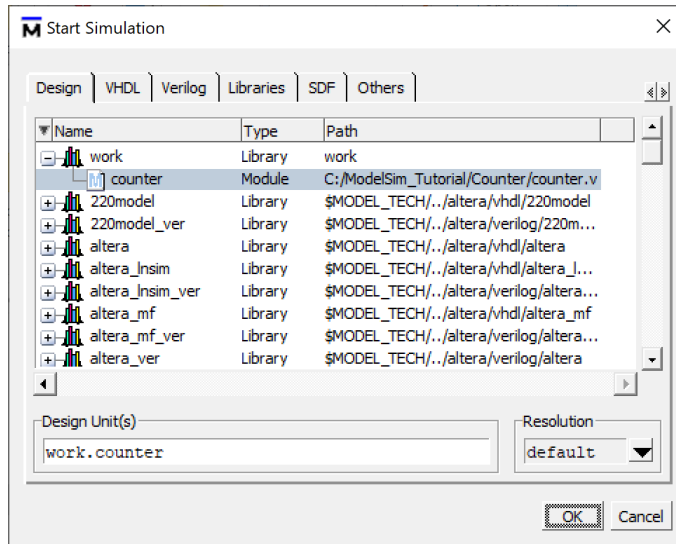 Start Simulation
Design VHDL Verilog Libraries SDF Others
Name Type Path
work Library work
counter Module C:/ModelSim_Tutorial/Counter/counter.v
220model Library $MODEL_TECH/../altera/vhdl/220model
220model_ver Library $MODEL_TECH/../altera/verilog/220m...
altera Library $MODEL_TECH/../altera/vhdl/altera
altera_lnsim Library $MODEL_TECH/../altera/vhdl/altera_l...
altera_lnsim_ver Library $MODEL_TECH/../altera/verilog/altera...
altera_mf Library $MODEL_TECH/../altera/vhdl/altera_mf
altera_mf_ver Library $MODEL_TECH/../altera/verilog/altera...
altera_ver Library $MODEL_TECH/../altera/verilog/altera
Design Unit(s) Resolution
work.counter default
OK Cancel